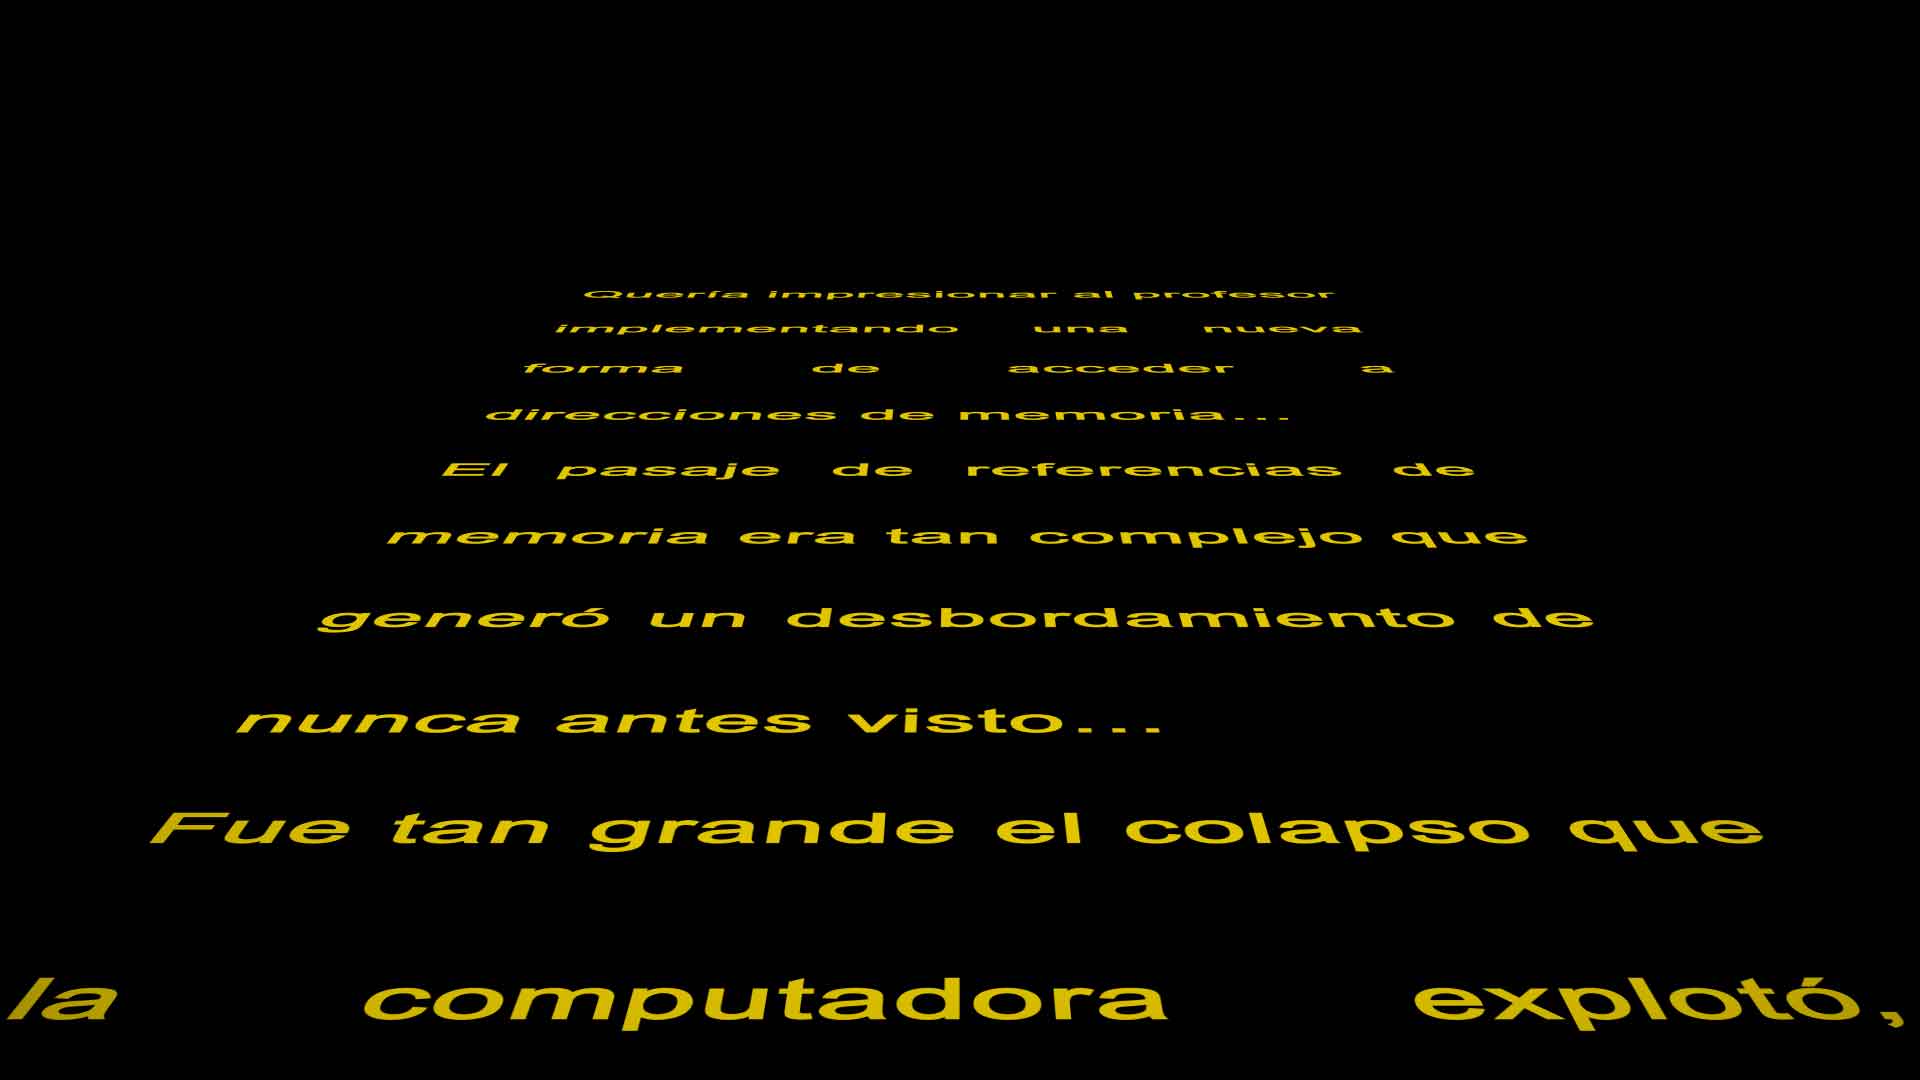 Quería impresionar al profesor
implementando una nueva
forma de acceder a
direcciones de memoria...
El pasaje de referencias de
memoria era tan complejo que
generó un desbordamiento de
nunca antes visto...
Fue tan grande el colapso que
la computadora explotó,